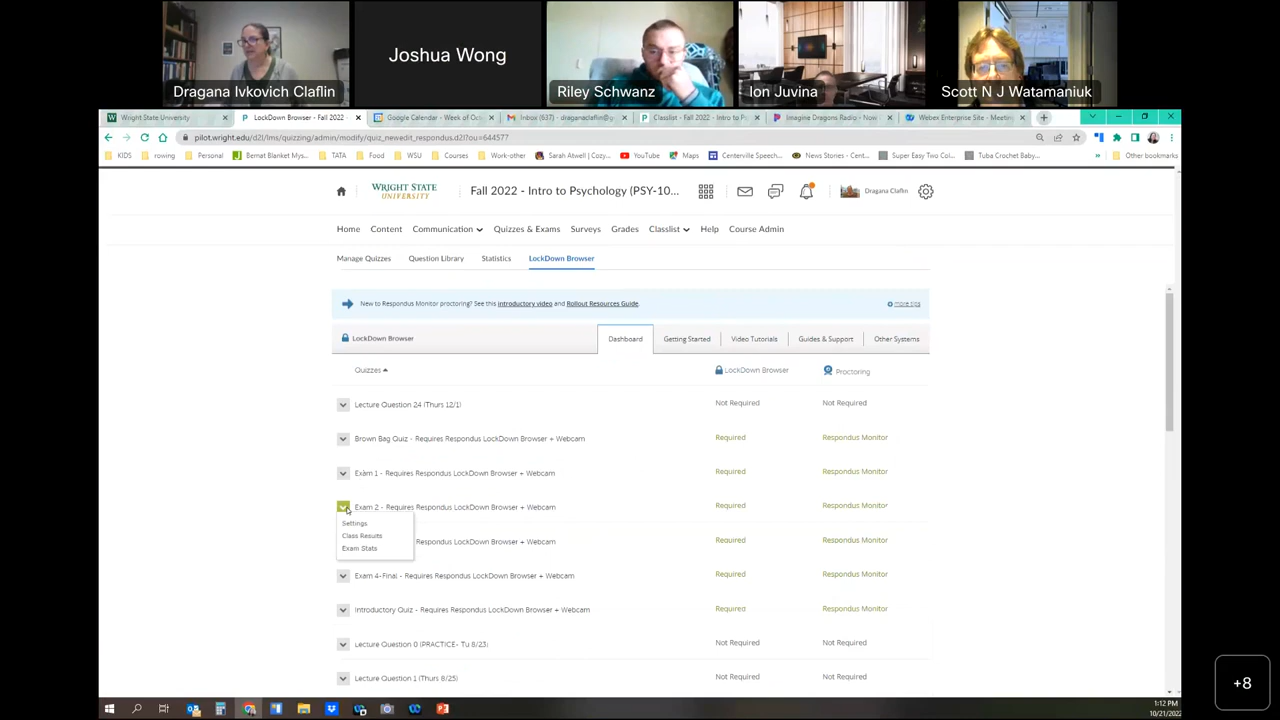 Dragana Ivkovich Claflin
Joshua Wong
Riley Schwanz
Ion Juvina
Scott N J Watamaniuk
Wright State University
LockDown Browser - Fall 2022 -
Google Calendar - Week of Oct
Inbox (637) - draganaclaflin@
Classlist - Fall 2022 - Intro to P
Imagine Dragons Radio - Now
Webex Enterprise Site - Meetin
pilot.wright.edu/d2l/lms/quizzing/admin/modify/quiz_newedit_respondus.d2l?ou=644577
KIDS
rowing
Personal
Bernat Blanket Mys...
TATA
Food
WSU
Courses
Work-other
Sarah Atwell | Cozy...
YouTube
Maps
Centerville Speech...
News Stories - Cent...
Super Easy Two Col...
Tuba Crochet Baby...
»
Other bookmarks
WRIGHT STATE
UNIVERSITY
Fall 2022 - Intro to Psychology (PSY-10...
Dragana Claflin
Home Content Communication Quizzes & Exams Surveys Grades Classlist Help Course Admin
Manage Quizzes Question Library Statistics LockDown Browser
New to Respondus Monitor proctoring? See this introductory video and Rollout Resources Guide.
more tips
LockDown Browser
Dashboard Getting Started Video Tutorials Guides & Support Other Systems
Quizzes LockDown Browser Proctoring
Lecture Question 24 (Thurs 12/1) Not Required Not Required
Brown Bag Quiz - Requires Respondus LockDown Browser + Webcam Required Respondus Monitor
Exam 1 - Requires Respondus LockDown Browser + Webcam Required Respondus Monitor
Exam 2 - Requires Respondus LockDown Browser + Webcam Required Respondus Monitor
Settings
Class Results
Exam Stats
Respondus LockDown Browser + Webcam Required Respondus Monitor
Exam 4-Final - Requires Respondus LockDown Browser + Webcam Required Respondus Monitor
Introductory Quiz - Requires Respondus LockDown Browser + Webcam Required Respondus Monitor
Lecture Question 0 (PRACTICE- Tu 8/23) Not Required Not Required
Lecture Question 1 (Thurs 8/25) Not Required Not Required
+8
1:12 PM
10/21/2022